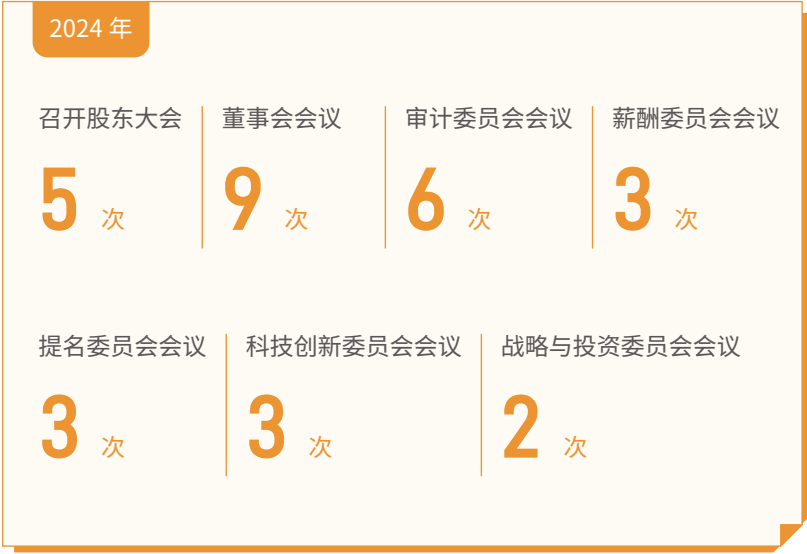 2024 年
召开股东大会
5 次
董事会会议
9 次
审计委员会会议
6 次
薪酬委员会会议
3 次
提名委员会会议
3 次
科技创新委员会会议
3 次
战略与投资委员会会议
2 次